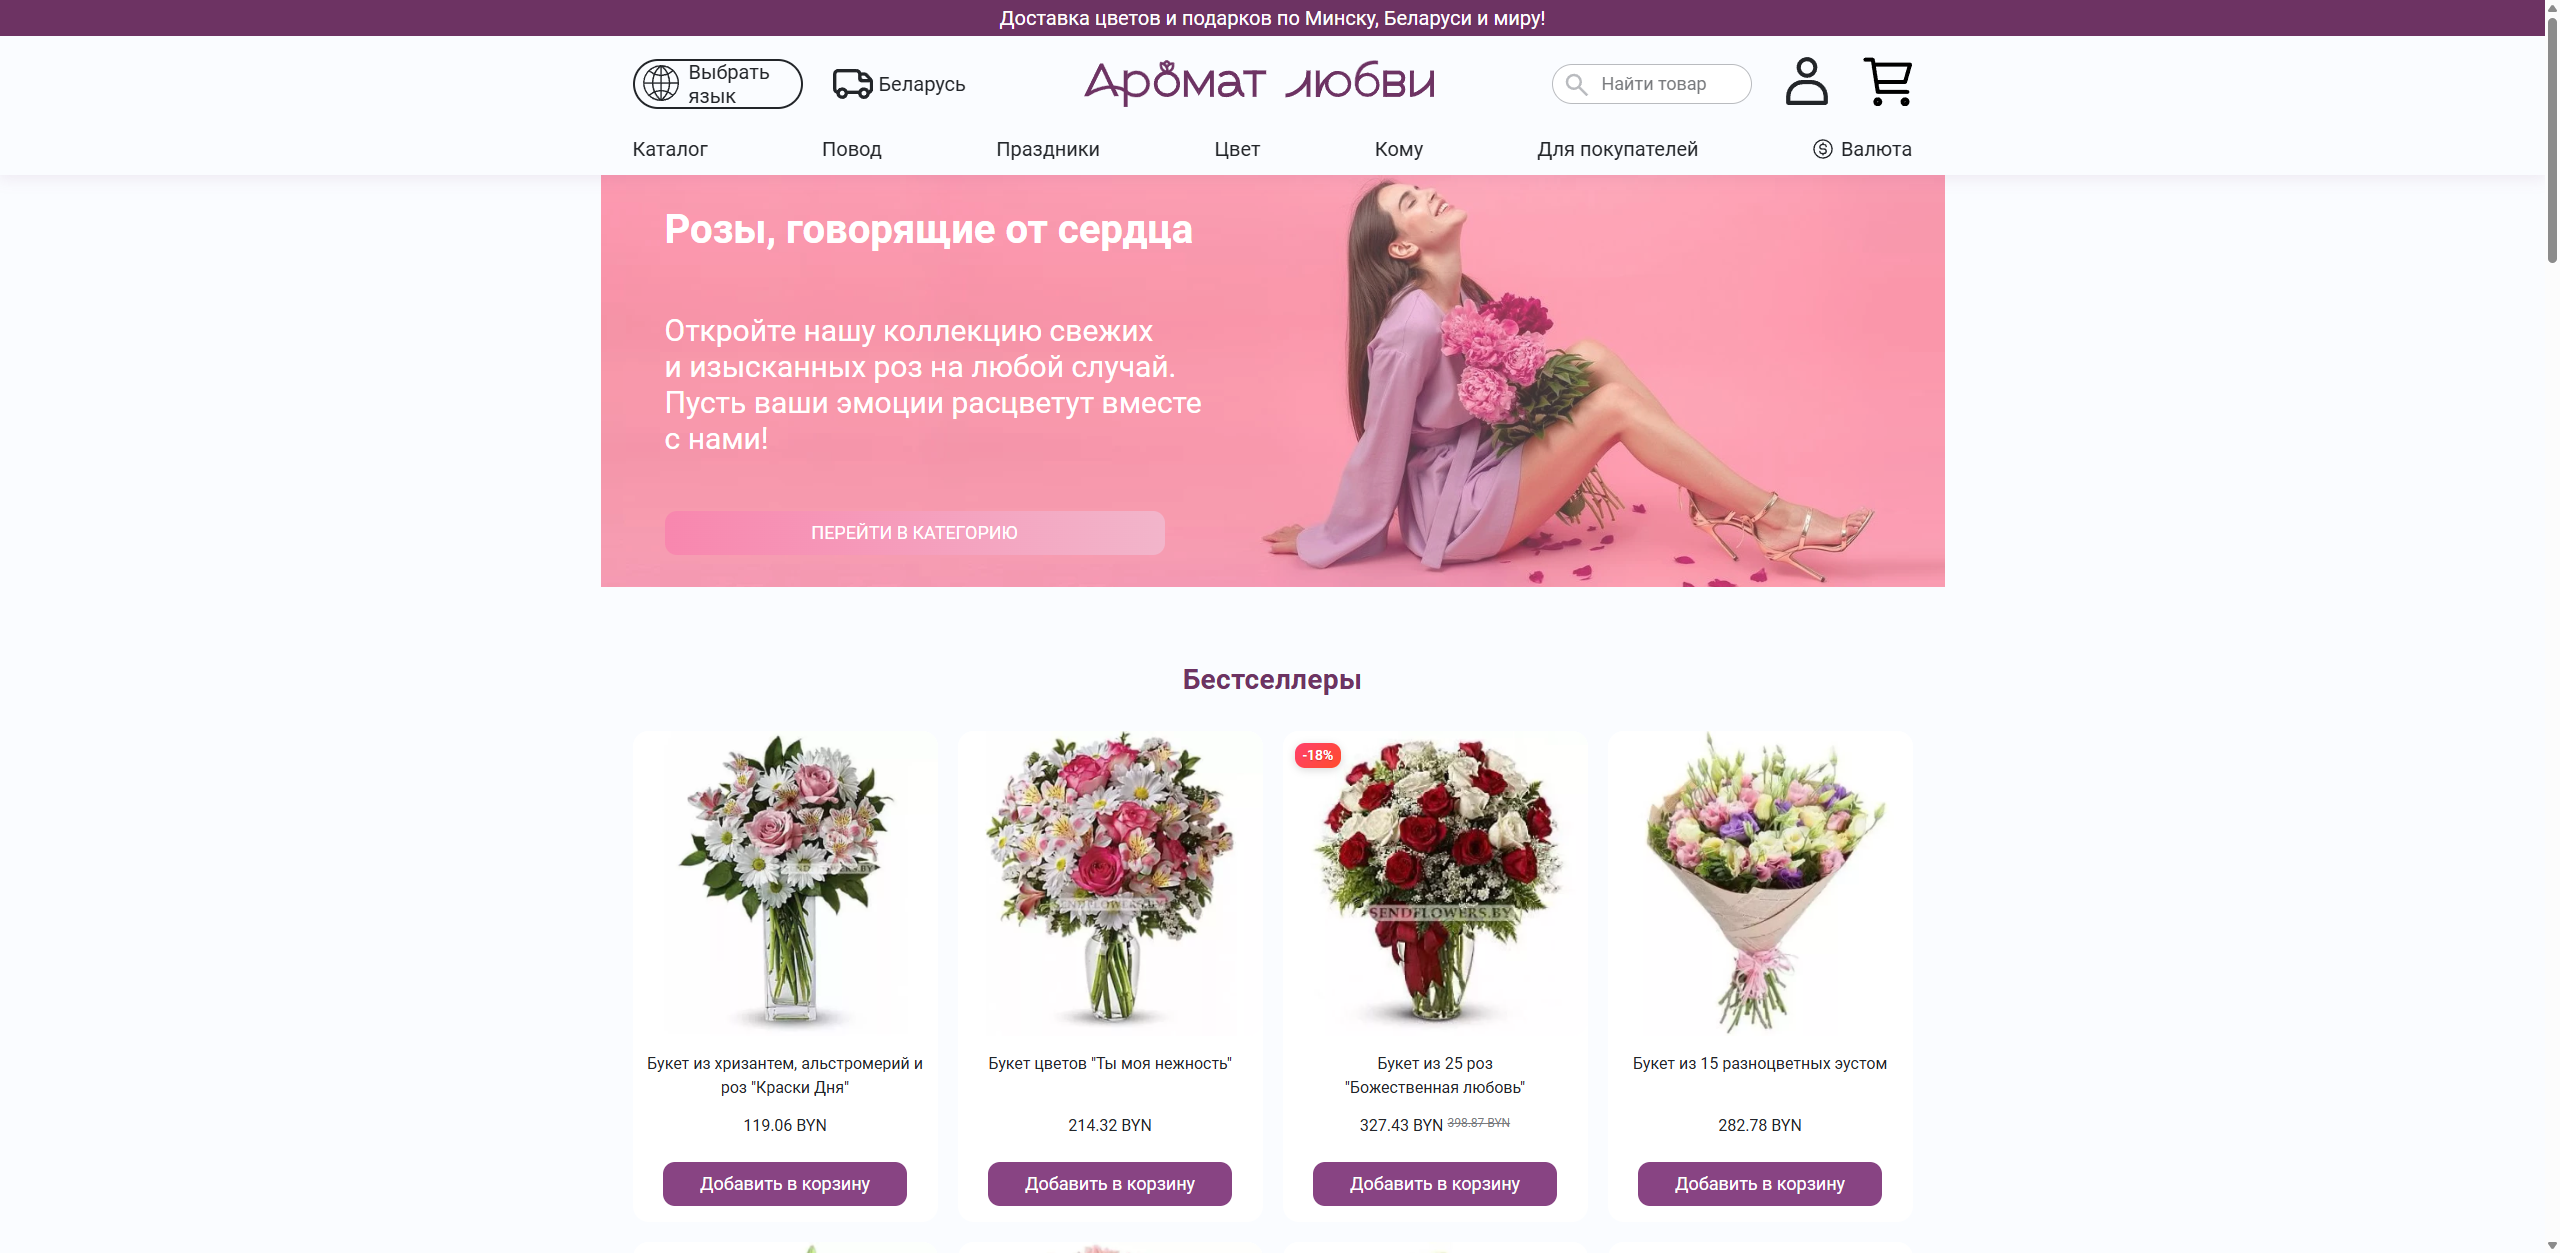 Доставка цветов и подарков по Минску, Беларуси и миру!
Выбрать
язык
Беларусь
Аромат любви
Найти товар
Каталог
Повод
Праздники
Цвет
Кому
Для покупателей
Валюта
Розы, говорящие от сердца
Откройте нашу коллекцию свежих
и изысканных роз на любой случай.
Пусть ваши эмоции расцветут вместе
с нами!
ПЕРЕЙТИ В КАТЕГОРИЮ
Бестселлеры
SENDFLOWERS.BY
SENDFLOWERS.BY
-18%
SENDFLOWERS.BY
Букет из хризантем, альстромерий и
роз "Краски Дня"
119.06 BYN
Добавить в корзину
Букет цветов "Ты моя нежность"
214.32 BYN
Добавить в корзину
Букет из 25 роз
"Божественная любовь"
327.43 BYN 398.87 BYN
Добавить в корзину
Букет из 15 разноцветных эустом
282.78 BYN
Добавить в корзину